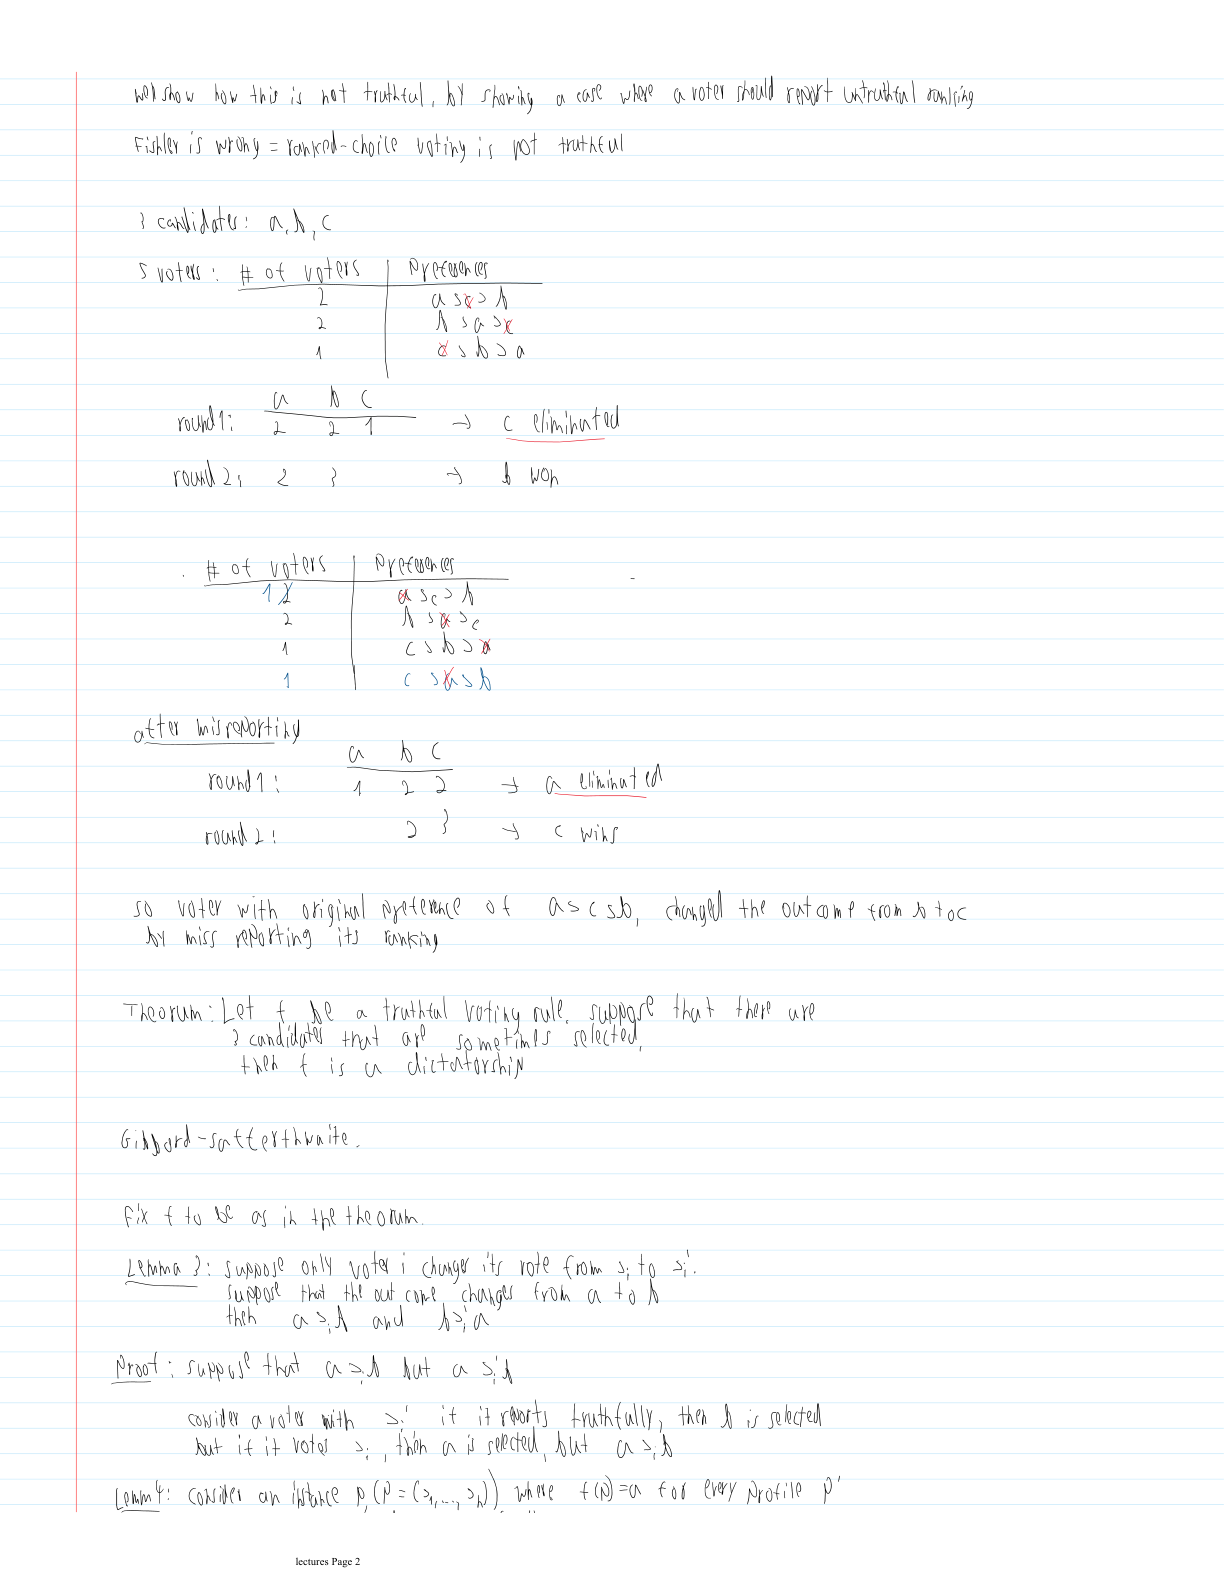 we'll show how this is not truthful, by showing a case where a voter should report untruthful ranking
Fishler is wrong = ranked-choice voting is not truthful
3 candidates: a, b, c
5 voters: # of voters | Preferences
2 a > c > b
2 b > a > c
1 c > b > a
a b c
round 1: 2 2 1 → c eliminated
round 2: 2 3 → b won
# of voters | Preferences
1 2 a > c > b
2 b > a > c
1 c > b > a
1 c > a > b
after misreporting
a b c
round 1: 1 2 2 → a eliminated
round 2: 2 3 → c wins
so voter with original preference of a > c > b, changed the outcome from b to c
by miss reporting its ranking
Theorum: Let f be a truthful voting rule. suppose that there are
3 candidates that are sometimes selected,
then f is a dictatorship
Gibbard-satterthwaite.
Fix f to be as in the theorum.
Lemma 3: suppose only voter i changes its vote from >ᵢ to >ᵢ'.
suppose that the outcome changes from a to b
then a >ᵢ b and b >ᵢ' a
Proof: suppose that a >ᵢ b but a >ᵢ' b
consider a voter with >ᵢ' if it reports truthfully, then b is selected
but if it votes >ᵢ, then a is selected, but a >ᵢ b
Lemm 4: consider an instance p, (p = (>₁, ..., >ₙ)) where f(p) = a for every profile p'
lectures Page 2